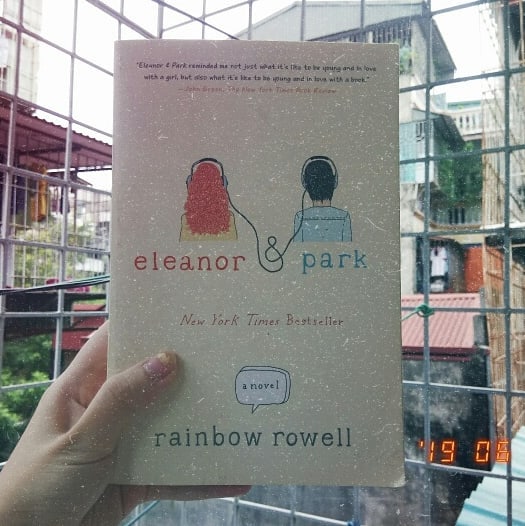 "Eleanor & Park reminded me not just what it's like to be young and in love
with a girl, but also what it's like to be young and in love with a book."
—John Green, The New York Times Book Review
eleanor & park
New York Times Bestseller
a novel
rainbow rowell
'19 06